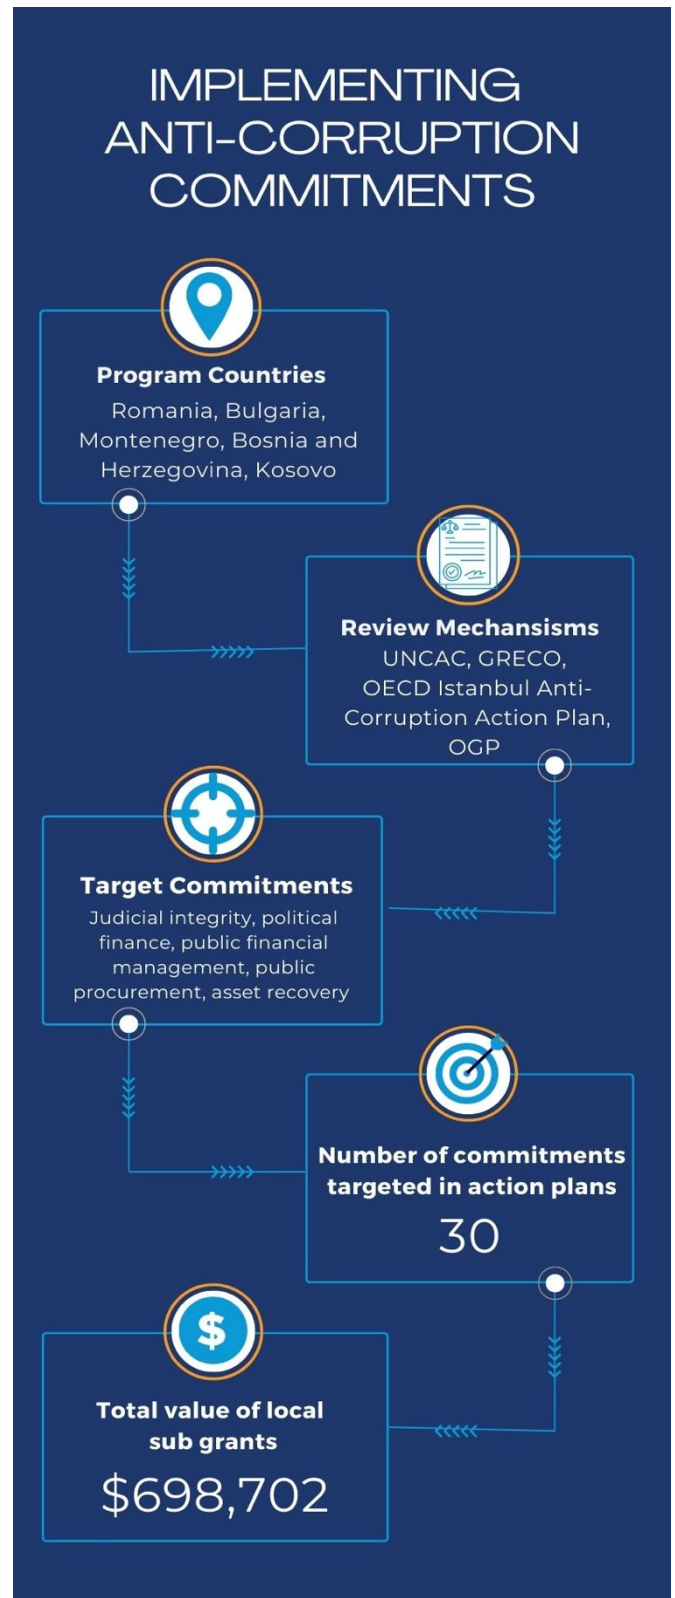 IMPLEMENTING
ANTI-CORRUPTION
COMMITMENTS
Program Countries
Romania, Bulgaria,
Montenegro, Bosnia and
Herzegovina, Kosovo
Review Mechansisms
UNCAC, GRECO,
OECD Istanbul Anti-
Corruption Action Plan,
OGP
Target Commitments
Judicial integrity, political
finance, public financial
management, public
procurement, asset recovery
Number of commitments
targeted in action plans
30
$
Total value of local
sub grants
$698,702